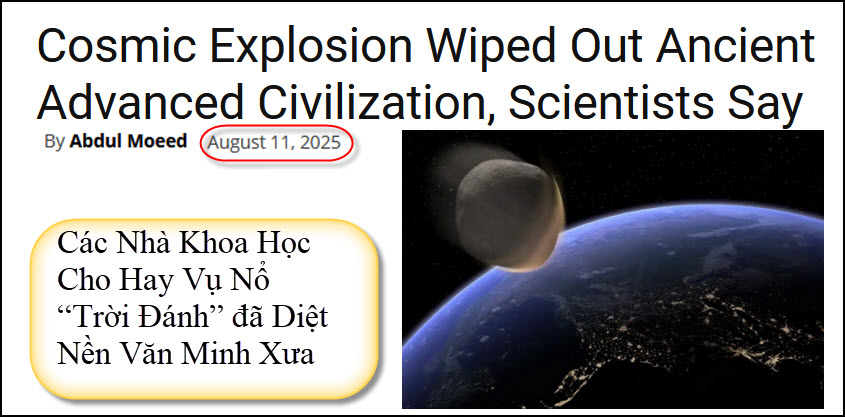 Cosmic Explosion Wiped Out Ancient
Advanced Civilization, Scientists Say
By Abdul Moeed August 11, 2025
Các Nhà Khoa Học
Cho Hay Vụ Nổ
“Trời Đánh” đã Diệt
Nền Văn Minh Xưa